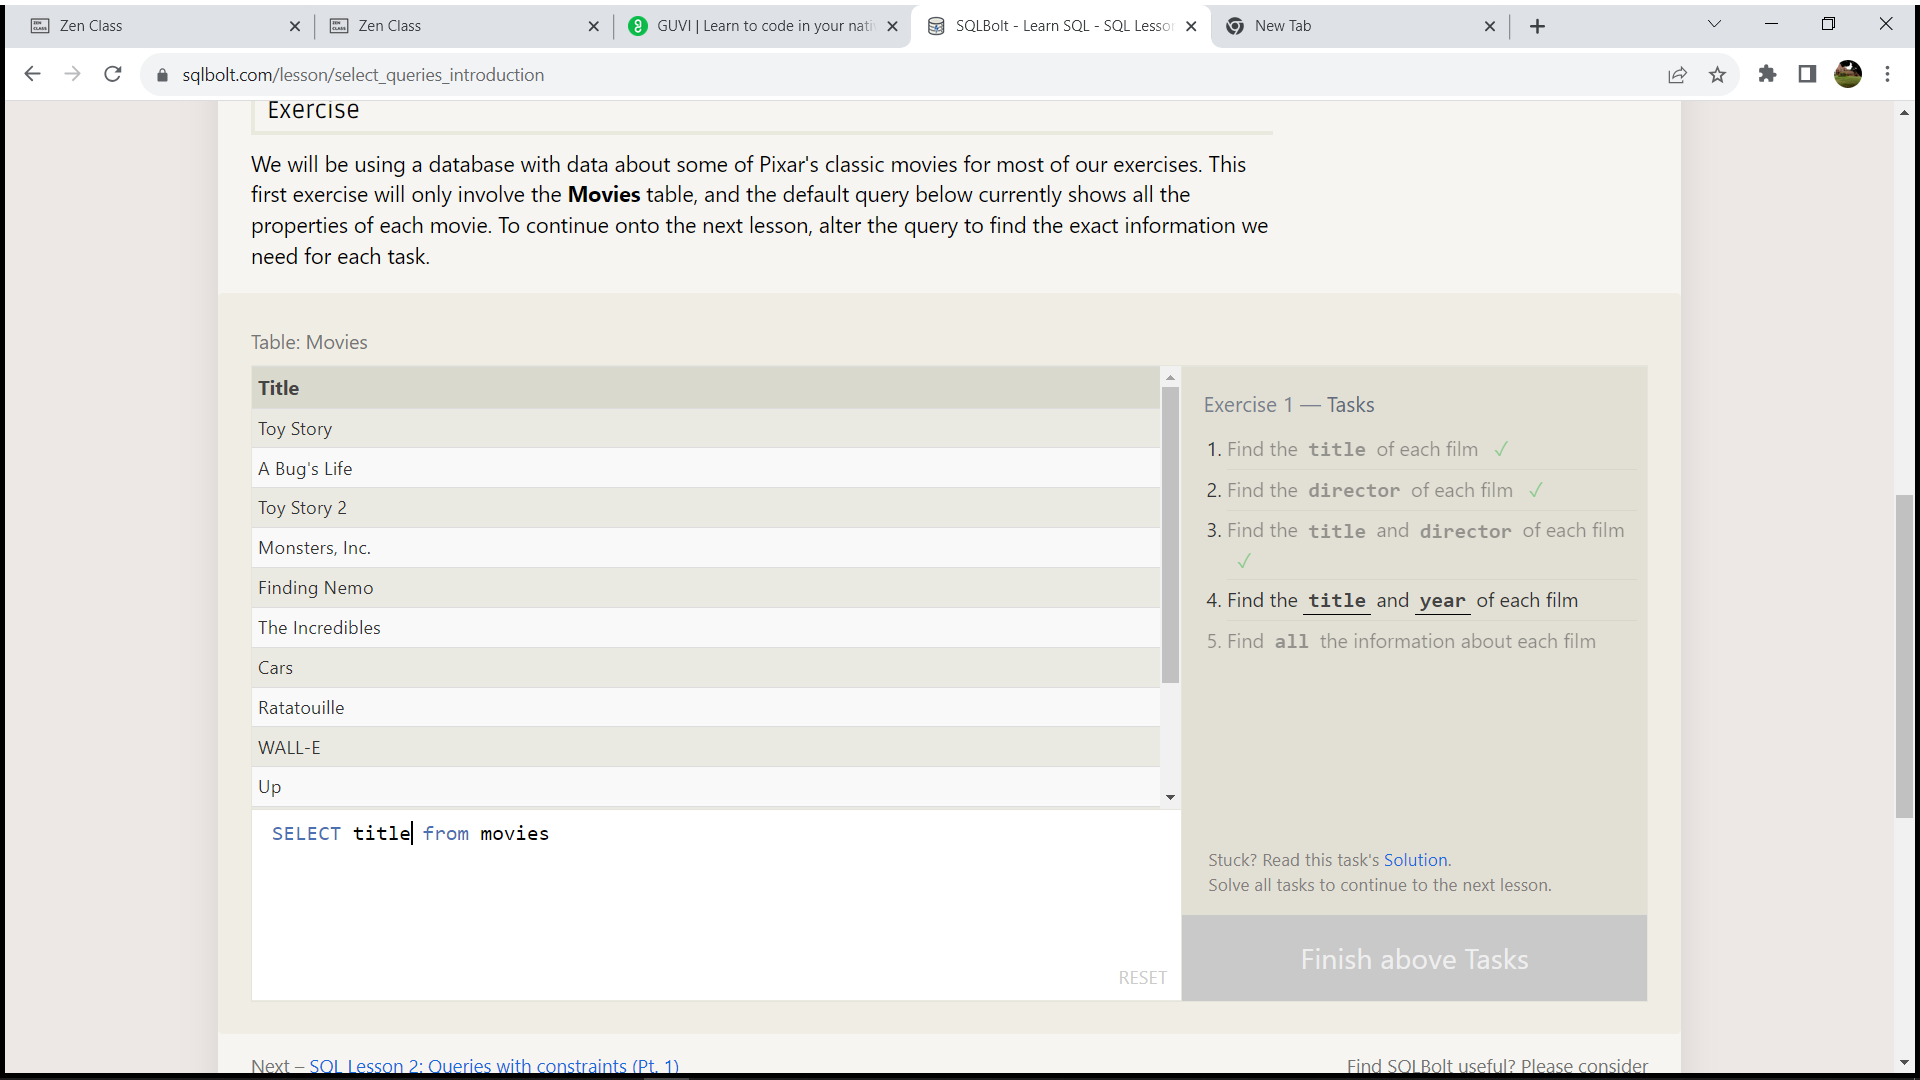 Zen Class
Zen Class
GUVI | Learn to code in your nati
SQLBolt - Learn SQL - SQL Lesson
New Tab
sqlbolt.com/lesson/select_queries_introduction
Exercise
We will be using a database with data about some of Pixar's classic movies for most of our exercises. This
first exercise will only involve the Movies table, and the default query below currently shows all the
properties of each movie. To continue onto the next lesson, alter the query to find the exact information we
need for each task.
Table: Movies
Title
Toy Story
A Bug's Life
Toy Story 2
Monsters, Inc.
Finding Nemo
The Incredibles
Cars
Ratatouille
WALL-E
Up
SELECT title from movies
RESET
Exercise 1 — Tasks
1. Find the title of each film ✓
2. Find the director of each film ✓
3. Find the title and director of each film
✓
4. Find the title and year of each film
5. Find all the information about each film
Stuck? Read this task's Solution.
Solve all tasks to continue to the next lesson.
Finish above Tasks
Next – SQL Lesson 2: Queries with constraints (Pt. 1)
Find SQLBolt useful? Please consider